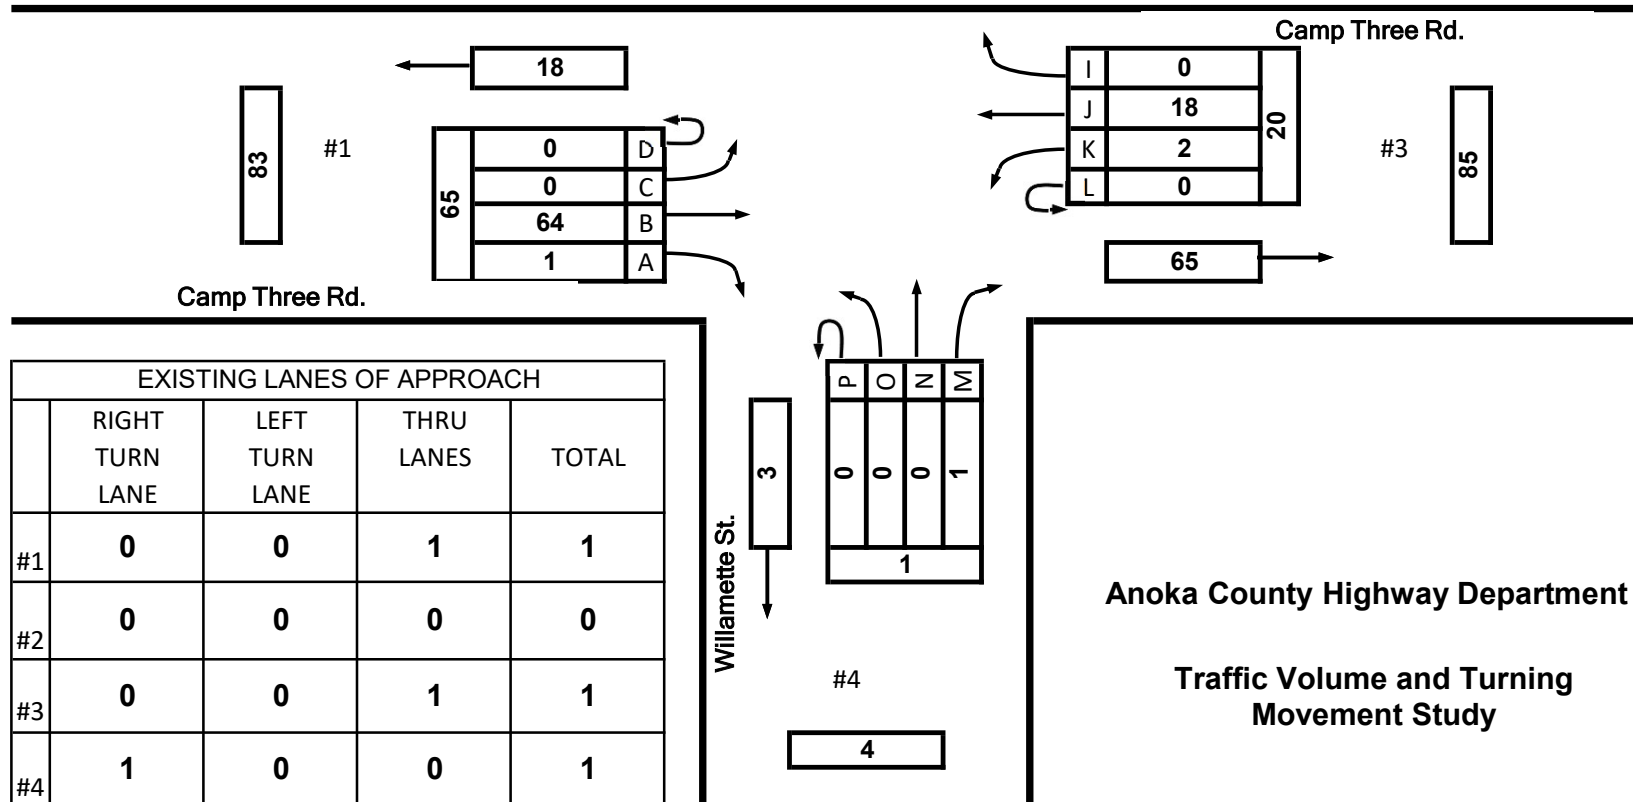 Camp Three Rd.
18
I 0
J 18
K 2
L 0
20
83
#1
65
0 D
0 C
64 B
1 A
#3
85
65
Camp Three Rd.
P O N M
0 0 0 1
1
3
Willamette St.
#4
4
EXISTING LANES OF APPROACH
RIGHT TURN LANE LEFT TURN LANE THRU LANES TOTAL
#1 0 0 1 1
#2 0 0 0 0
#3 0 0 1 1
#4 1 0 0 1
Anoka County Highway Department
Traffic Volume and Turning
Movement Study